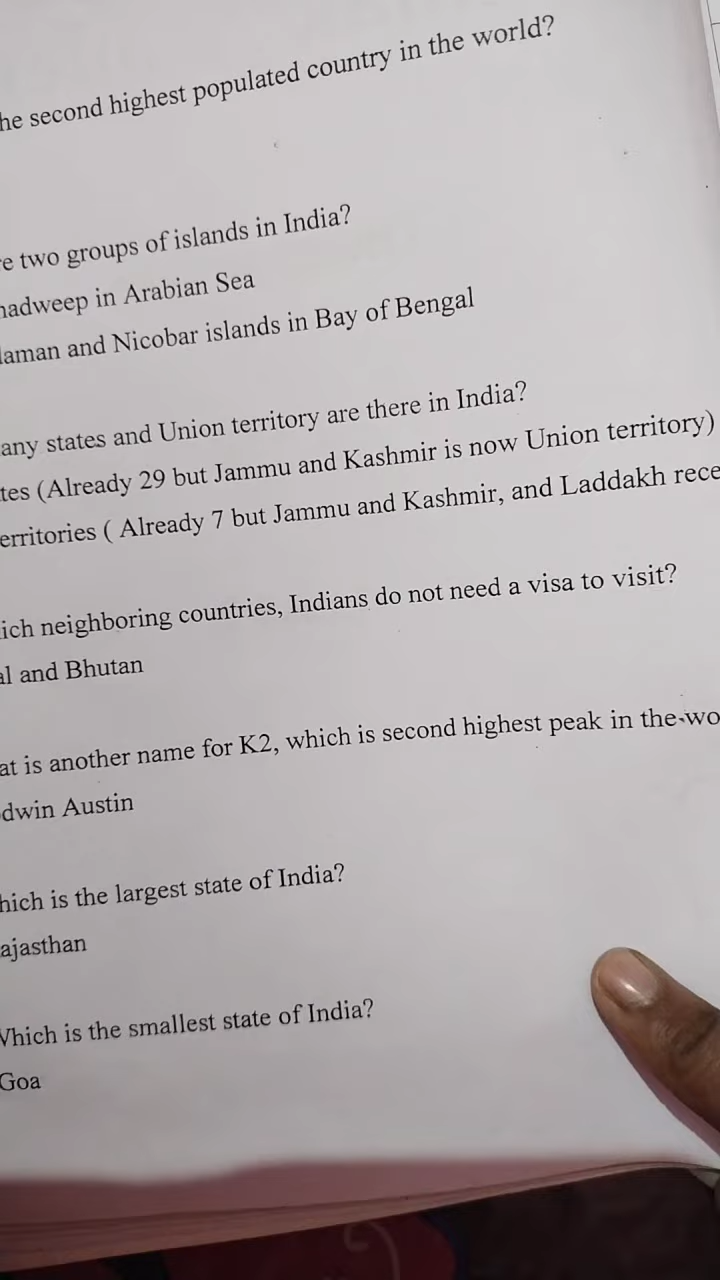 he second highest populated country in the world?
e two groups of islands in India?
hadweep in Arabian Sea
aman and Nicobar islands in Bay of Bengal
any states and Union territory are there in India?
tes (Already 29 but Jammu and Kashmir is now Union territory)
erritories ( Already 7 but Jammu and Kashmir, and Laddakh rece
ich neighboring countries, Indians do not need a visa to visit?
al and Bhutan
at is another name for K2, which is second highest peak in the wo
dwin Austin
hich is the largest state of India?
ajasthan
Which is the smallest state of India?
Goa